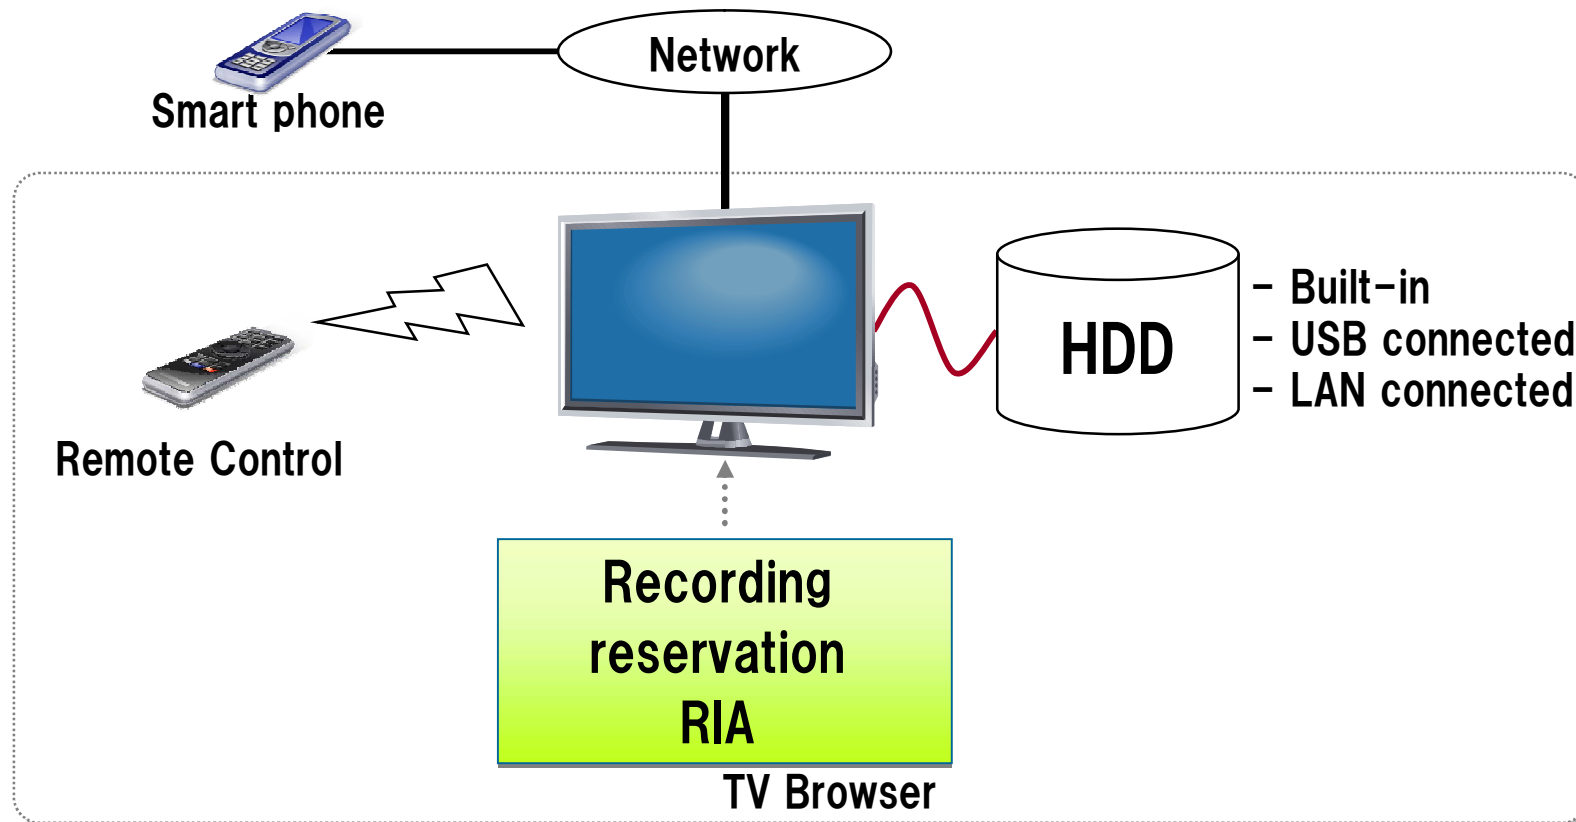 Network
Smart phone
- Built-in
- USB connected
- LAN connected
HDD
Remote Control
Recording
reservation
RIA
TV Browser